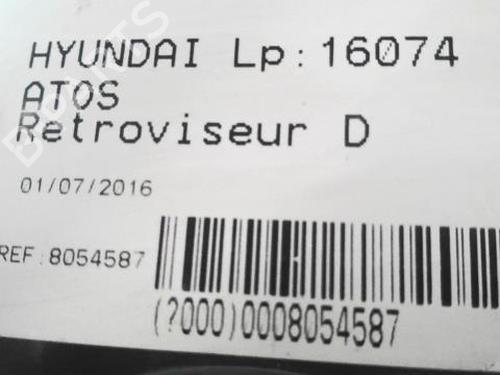 HYUNDAI Lp:16074
ATOS
Retroviseur D
01/07/2016
REF:8054587
(?000)0008054587